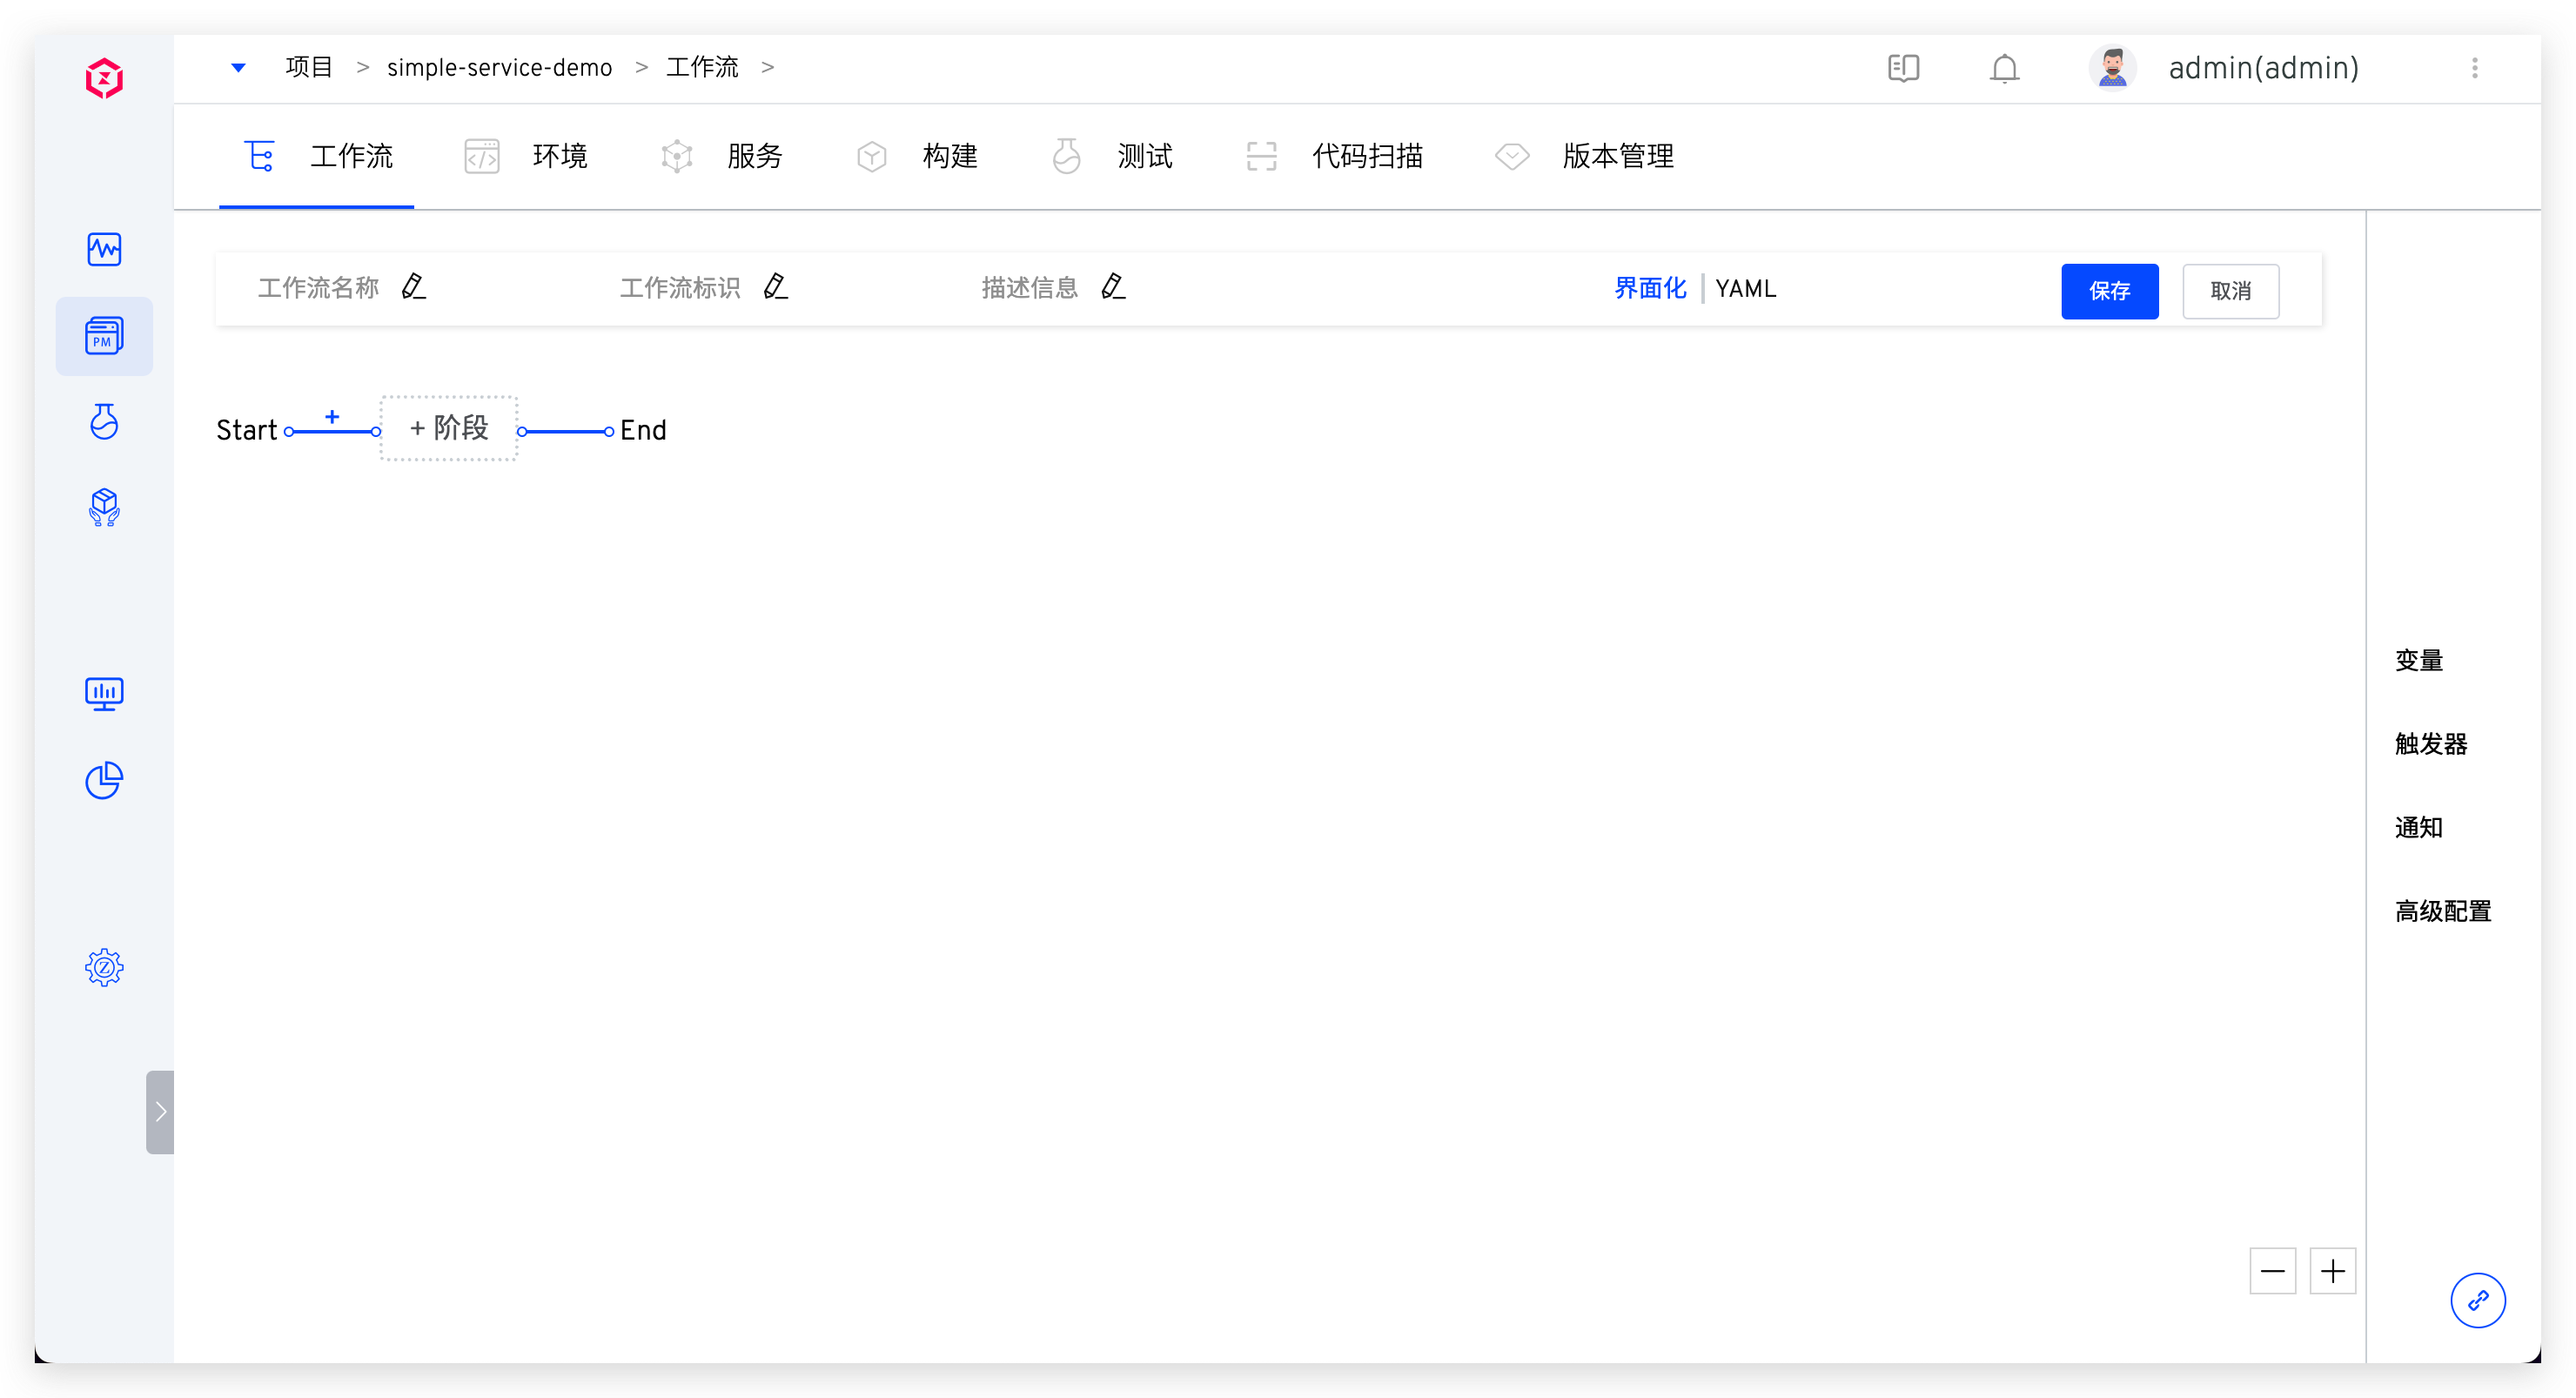 项目 > simple-service-demo > 工作流 >
admin(admin)
工作流 环境 服务 构建 测试 代码扫描 版本管理
工作流名称 工作流标识 描述信息 界面化 | YAML 保存 取消
PM
Start + + 阶段 End
变量
触发器
通知
高级配置
Z